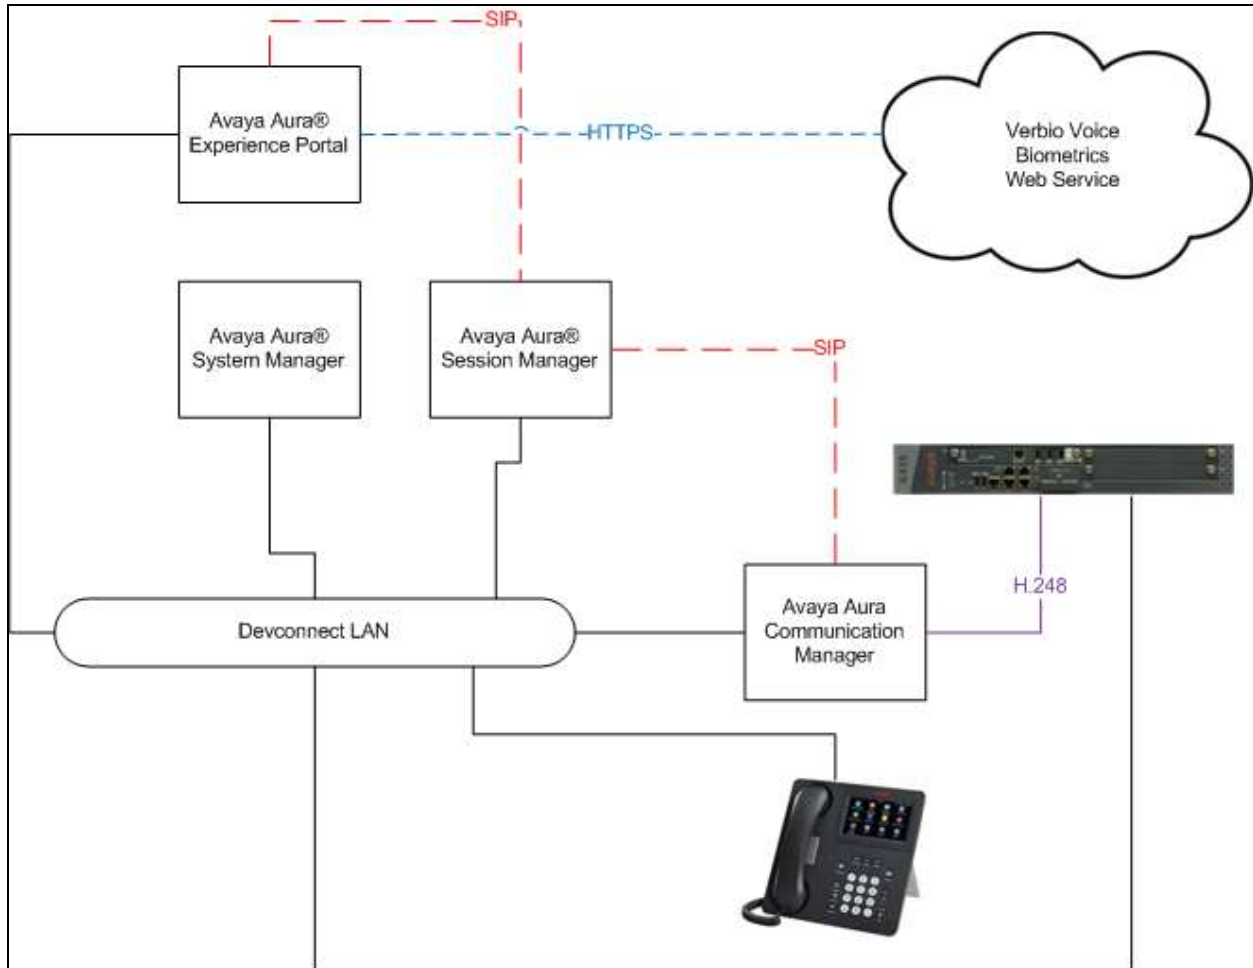 SIP
Avaya Aura®
Experience Portal
HTTPS
Verbio Voice
Biometrics
Web Service
Avaya Aura®
System Manager
Avaya Aura®
Session Manager
SIP
H.248
Avaya Aura
Communication
Manager
Devconnect LAN